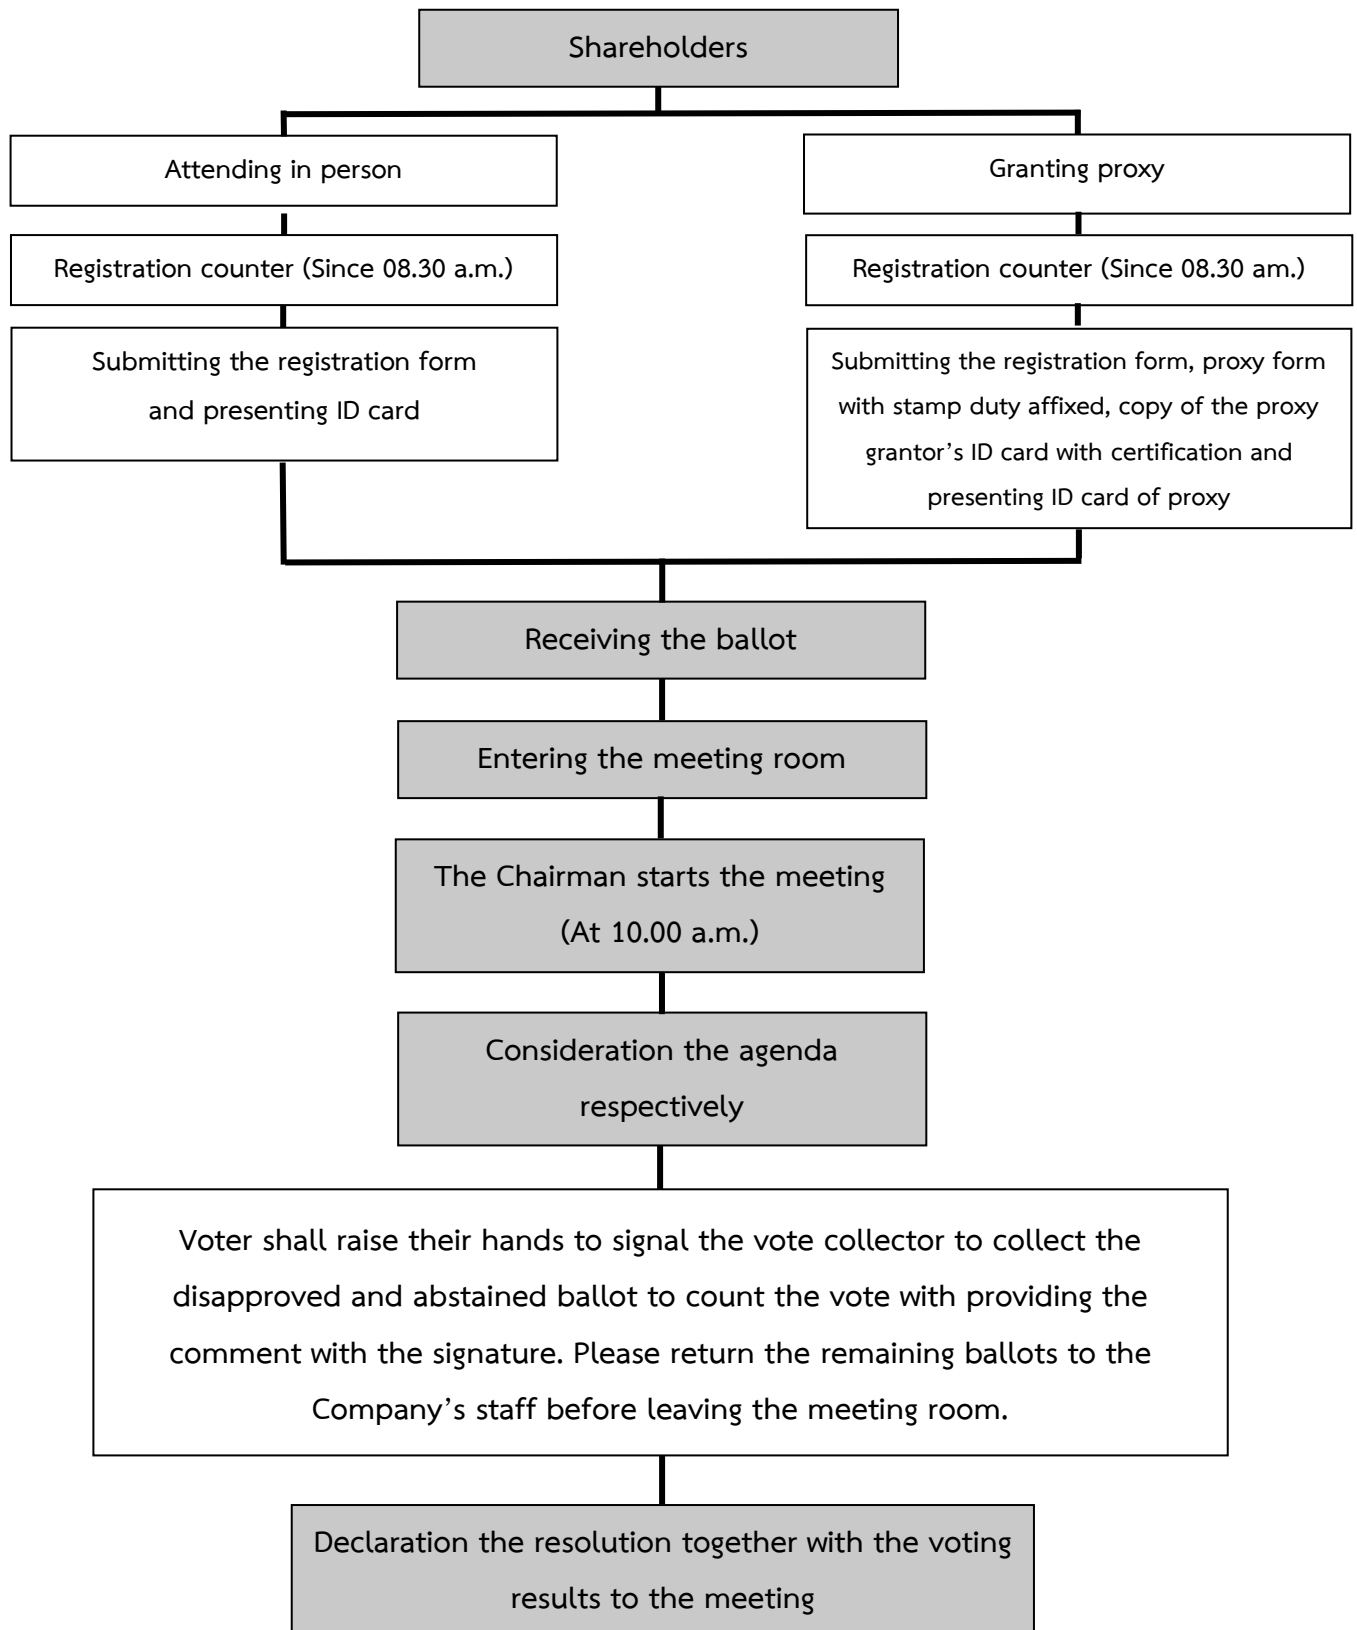 Shareholders
Attending in person
Granting proxy
Registration counter (Since 08.30 a.m.)
Registration counter (Since 08.30 am.)
Submitting the registration form
and presenting ID card
Submitting the registration form, proxy form
with stamp duty affixed, copy of the proxy
grantor’s ID card with certification and
presenting ID card of proxy
Receiving the ballot
Entering the meeting room
The Chairman starts the meeting
(At 10.00 a.m.)
Consideration the agenda
respectively
Voter shall raise their hands to signal the vote collector to collect the
disapproved and abstained ballot to count the vote with providing the
comment with the signature. Please return the remaining ballots to the
Company’s staff before leaving the meeting room.
Declaration the resolution together with the voting
results to the meeting